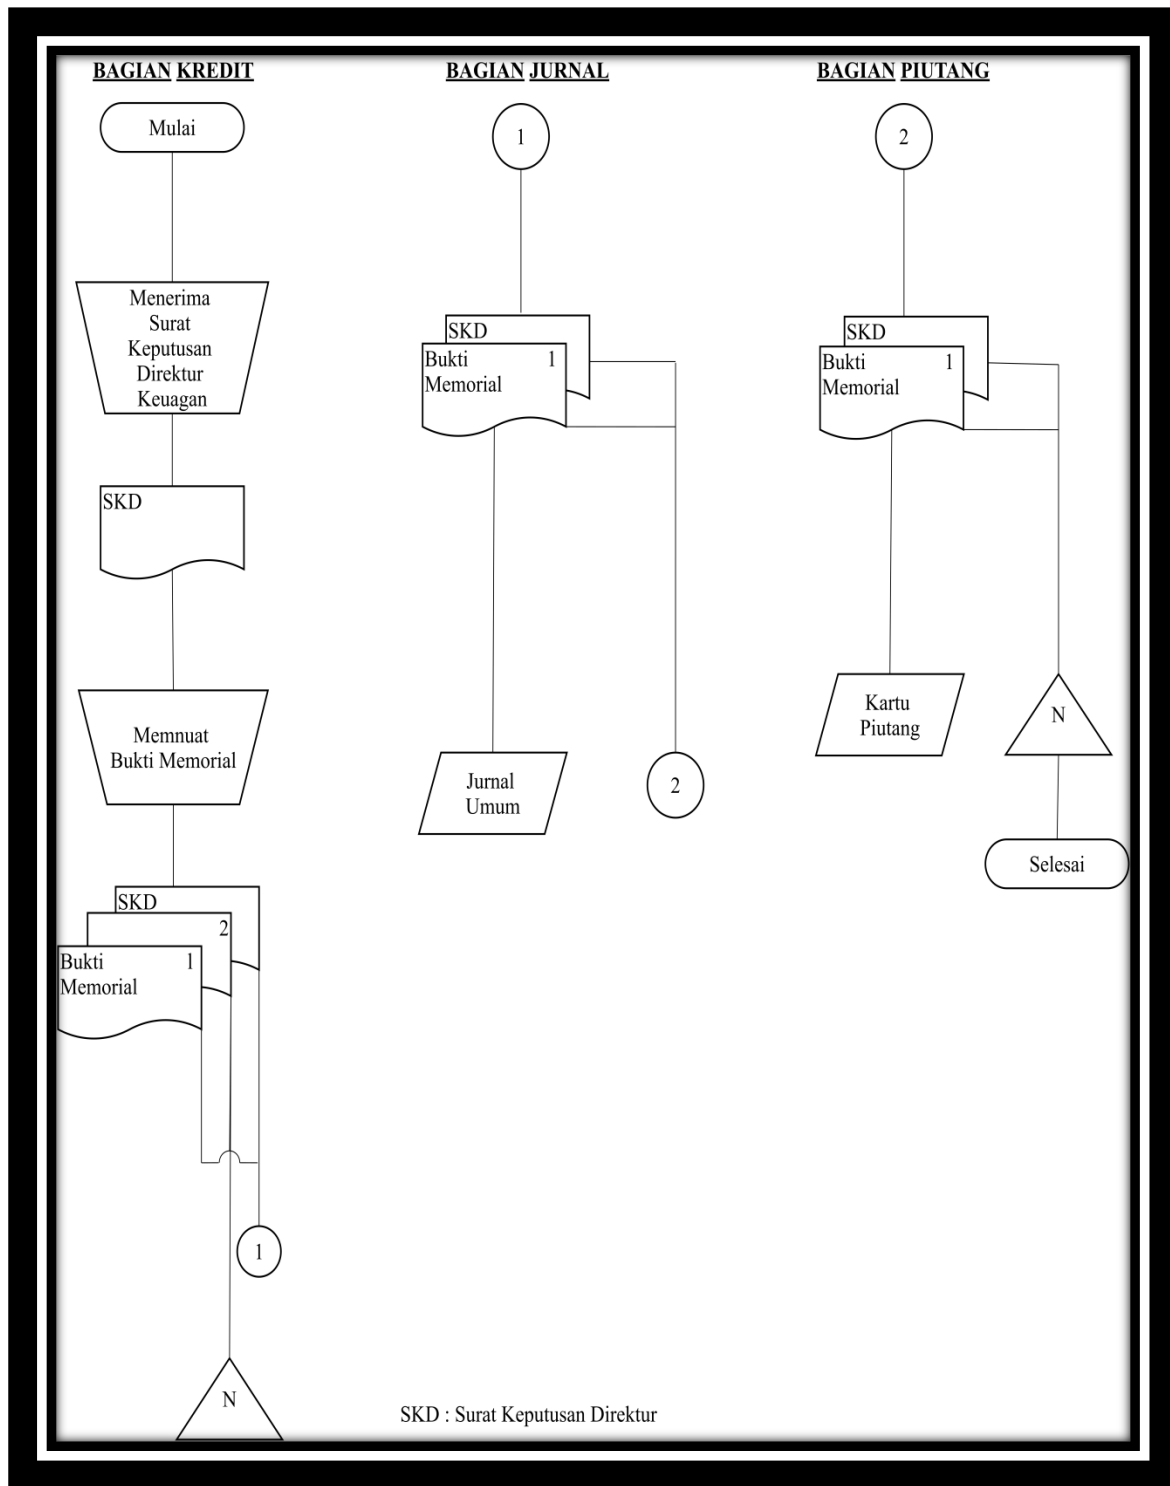 BAGIAN KREDIT
Mulai
Menerima
Surat
Keputusan
Direktur
Keuagan
SKD
Memnuat
Bukti Memorial
SKD
2
Bukti 1
Memorial
1
N
BAGIAN JURNAL
1
SKD
Bukti 1
Memorial
Jurnal
Umum
2
BAGIAN PIUTANG
2
SKD
Bukti 1
Memorial
Kartu
Piutang
N
Selesai
SKD : Surat Keputusan Direktur